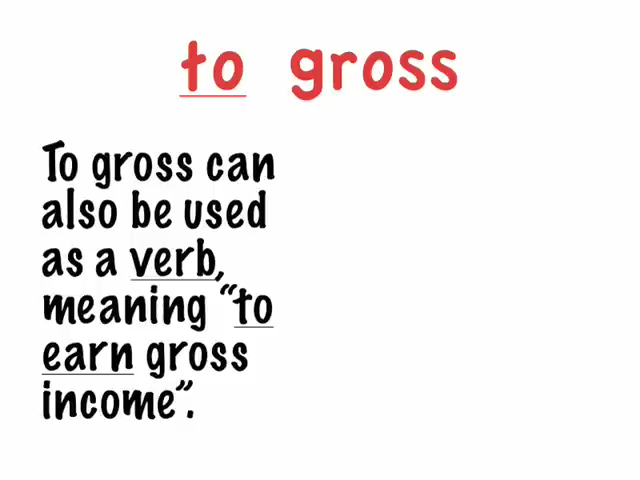 to gross
To gross can
also be used
as a verb,
meaning “to
earn gross
income”.